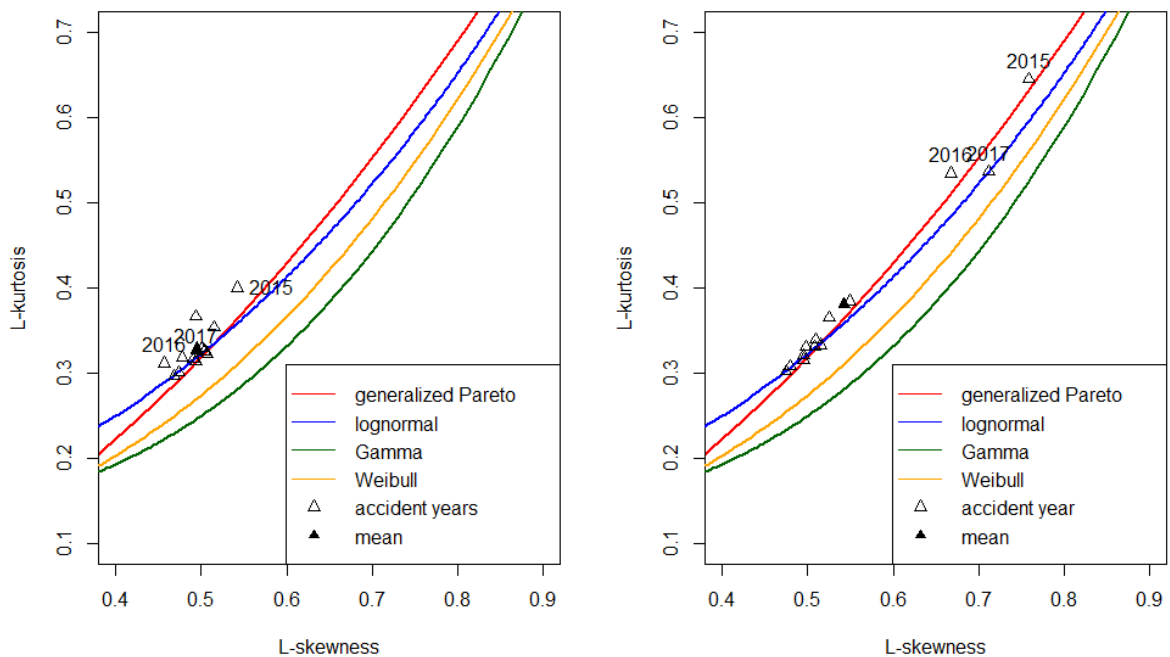 0.7
0.6
0.5
0.4
0.3
0.2
0.1
L-kurtosis
2015
2017
2016
generalized Pareto
lognormal
Gamma
Weibull
accident years
mean
0.4 0.5 0.6 0.7 0.8 0.9
L-skewness
0.7
0.6
0.5
0.4
0.3
0.2
0.1
L-kurtosis
2015
2016 2017
generalized Pareto
lognormal
Gamma
Weibull
accident year
mean
0.4 0.5 0.6 0.7 0.8 0.9
L-skewness